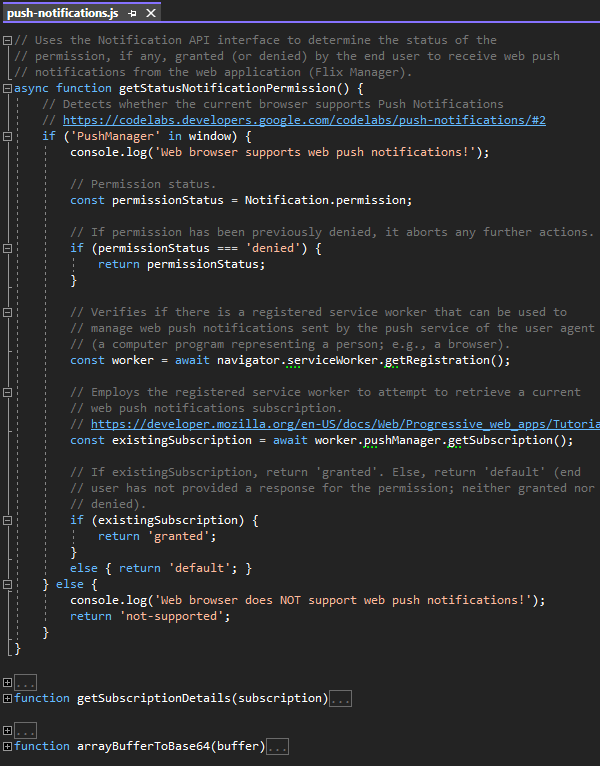 push-notifications.js
// Uses the Notification API interface to determine the status of the
// permission, if any, granted (or denied) by the end user to receive web push
// notifications from the web application (Flix Manager).
async function getStatusNotificationPermission() {
// Detects whether the current browser supports Push Notifications
// https://codelabs.developers.google.com/codelabs/push-notifications/#2
if ('PushManager' in window) {
console.log('Web browser supports web push notifications!');
// Permission status.
const permissionStatus = Notification.permission;
// If permission has been previously denied, it aborts any further actions.
if (permissionStatus === 'denied') {
return permissionStatus;
}
// Verifies if there is a registered service worker that can be used to
// manage web push notifications sent by the push service of the user agent
// (a computer program representing a person; e.g., a browser).
const worker = await navigator.serviceWorker.getRegistration();
// Employs the registered service worker to attempt to retrieve a current
// web push notifications subscription.
// https://developer.mozilla.org/en-US/docs/Web/Progressive_web_apps/Tutoria
const existingSubscription = await worker.pushManager.getSubscription();
// If existingSubscription, return 'granted'. Else, return 'default' (end
// user has not provided a response for the permission; neither granted nor
// denied).
if (existingSubscription) {
return 'granted';
}
else { return 'default'; }
} else {
console.log('Web browser does NOT support web push notifications!');
return 'not-supported';
}
}
...
function getSubscriptionDetails(subscription)...
...
function arrayBufferToBase64(buffer)...